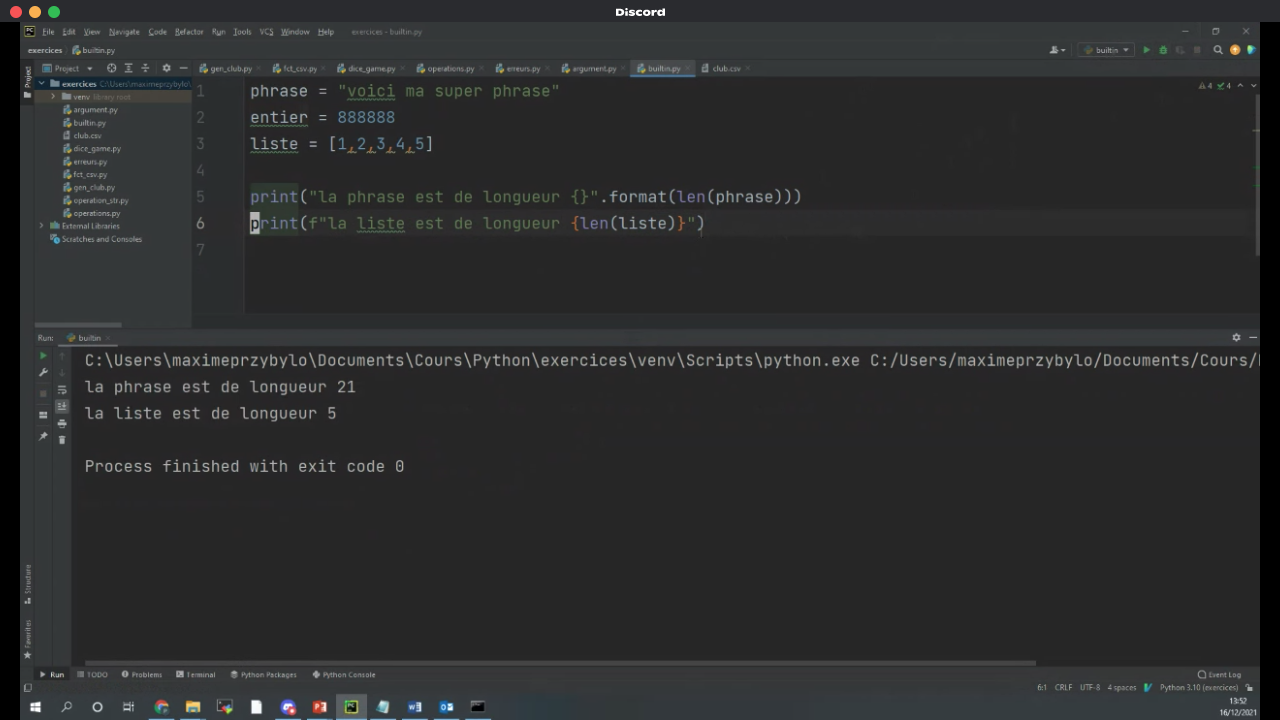 Discord
File Edit View Navigate Code Refactor Run Tools VCS Window Help exercices - builtin.py
exercices builtin.py builtin
Project gen_club.py fct_csv.py dice_game.py operations.py erreurs.py argument.py builtin.py club.csv
exercices C:\Users\maximeprzybylo\
venv library root
argument.py
builtin.py
club.csv
dice_game.py
erreurs.py
fct_csv.py
gen_club.py
operation_str.py
operations.py
External Libraries
Scratches and Consoles
4 4
1 phrase = "voici ma super phrase"
2 entier = 888888
3 liste = [1,2,3,4,5]
4
5 print("la phrase est de longueur {}".format(len(phrase)))
6 print(f"la liste est de longueur {len(liste)}")
7
Run: builtin
C:\Users\maximeprzybylo\Documents\Cours\Python\exercices\venv\Scripts\python.exe C:/Users/maximeprzybylo/Documents/Cours/
la phrase est de longueur 21
la liste est de longueur 5
Process finished with exit code 0
Project
Structure
Favorites
Run TODO Problems Terminal Python Packages Python Console Event Log
6:1 CRLF UTF-8 4 spaces Python 3.10 (exercices)
13:52
16/12/2021